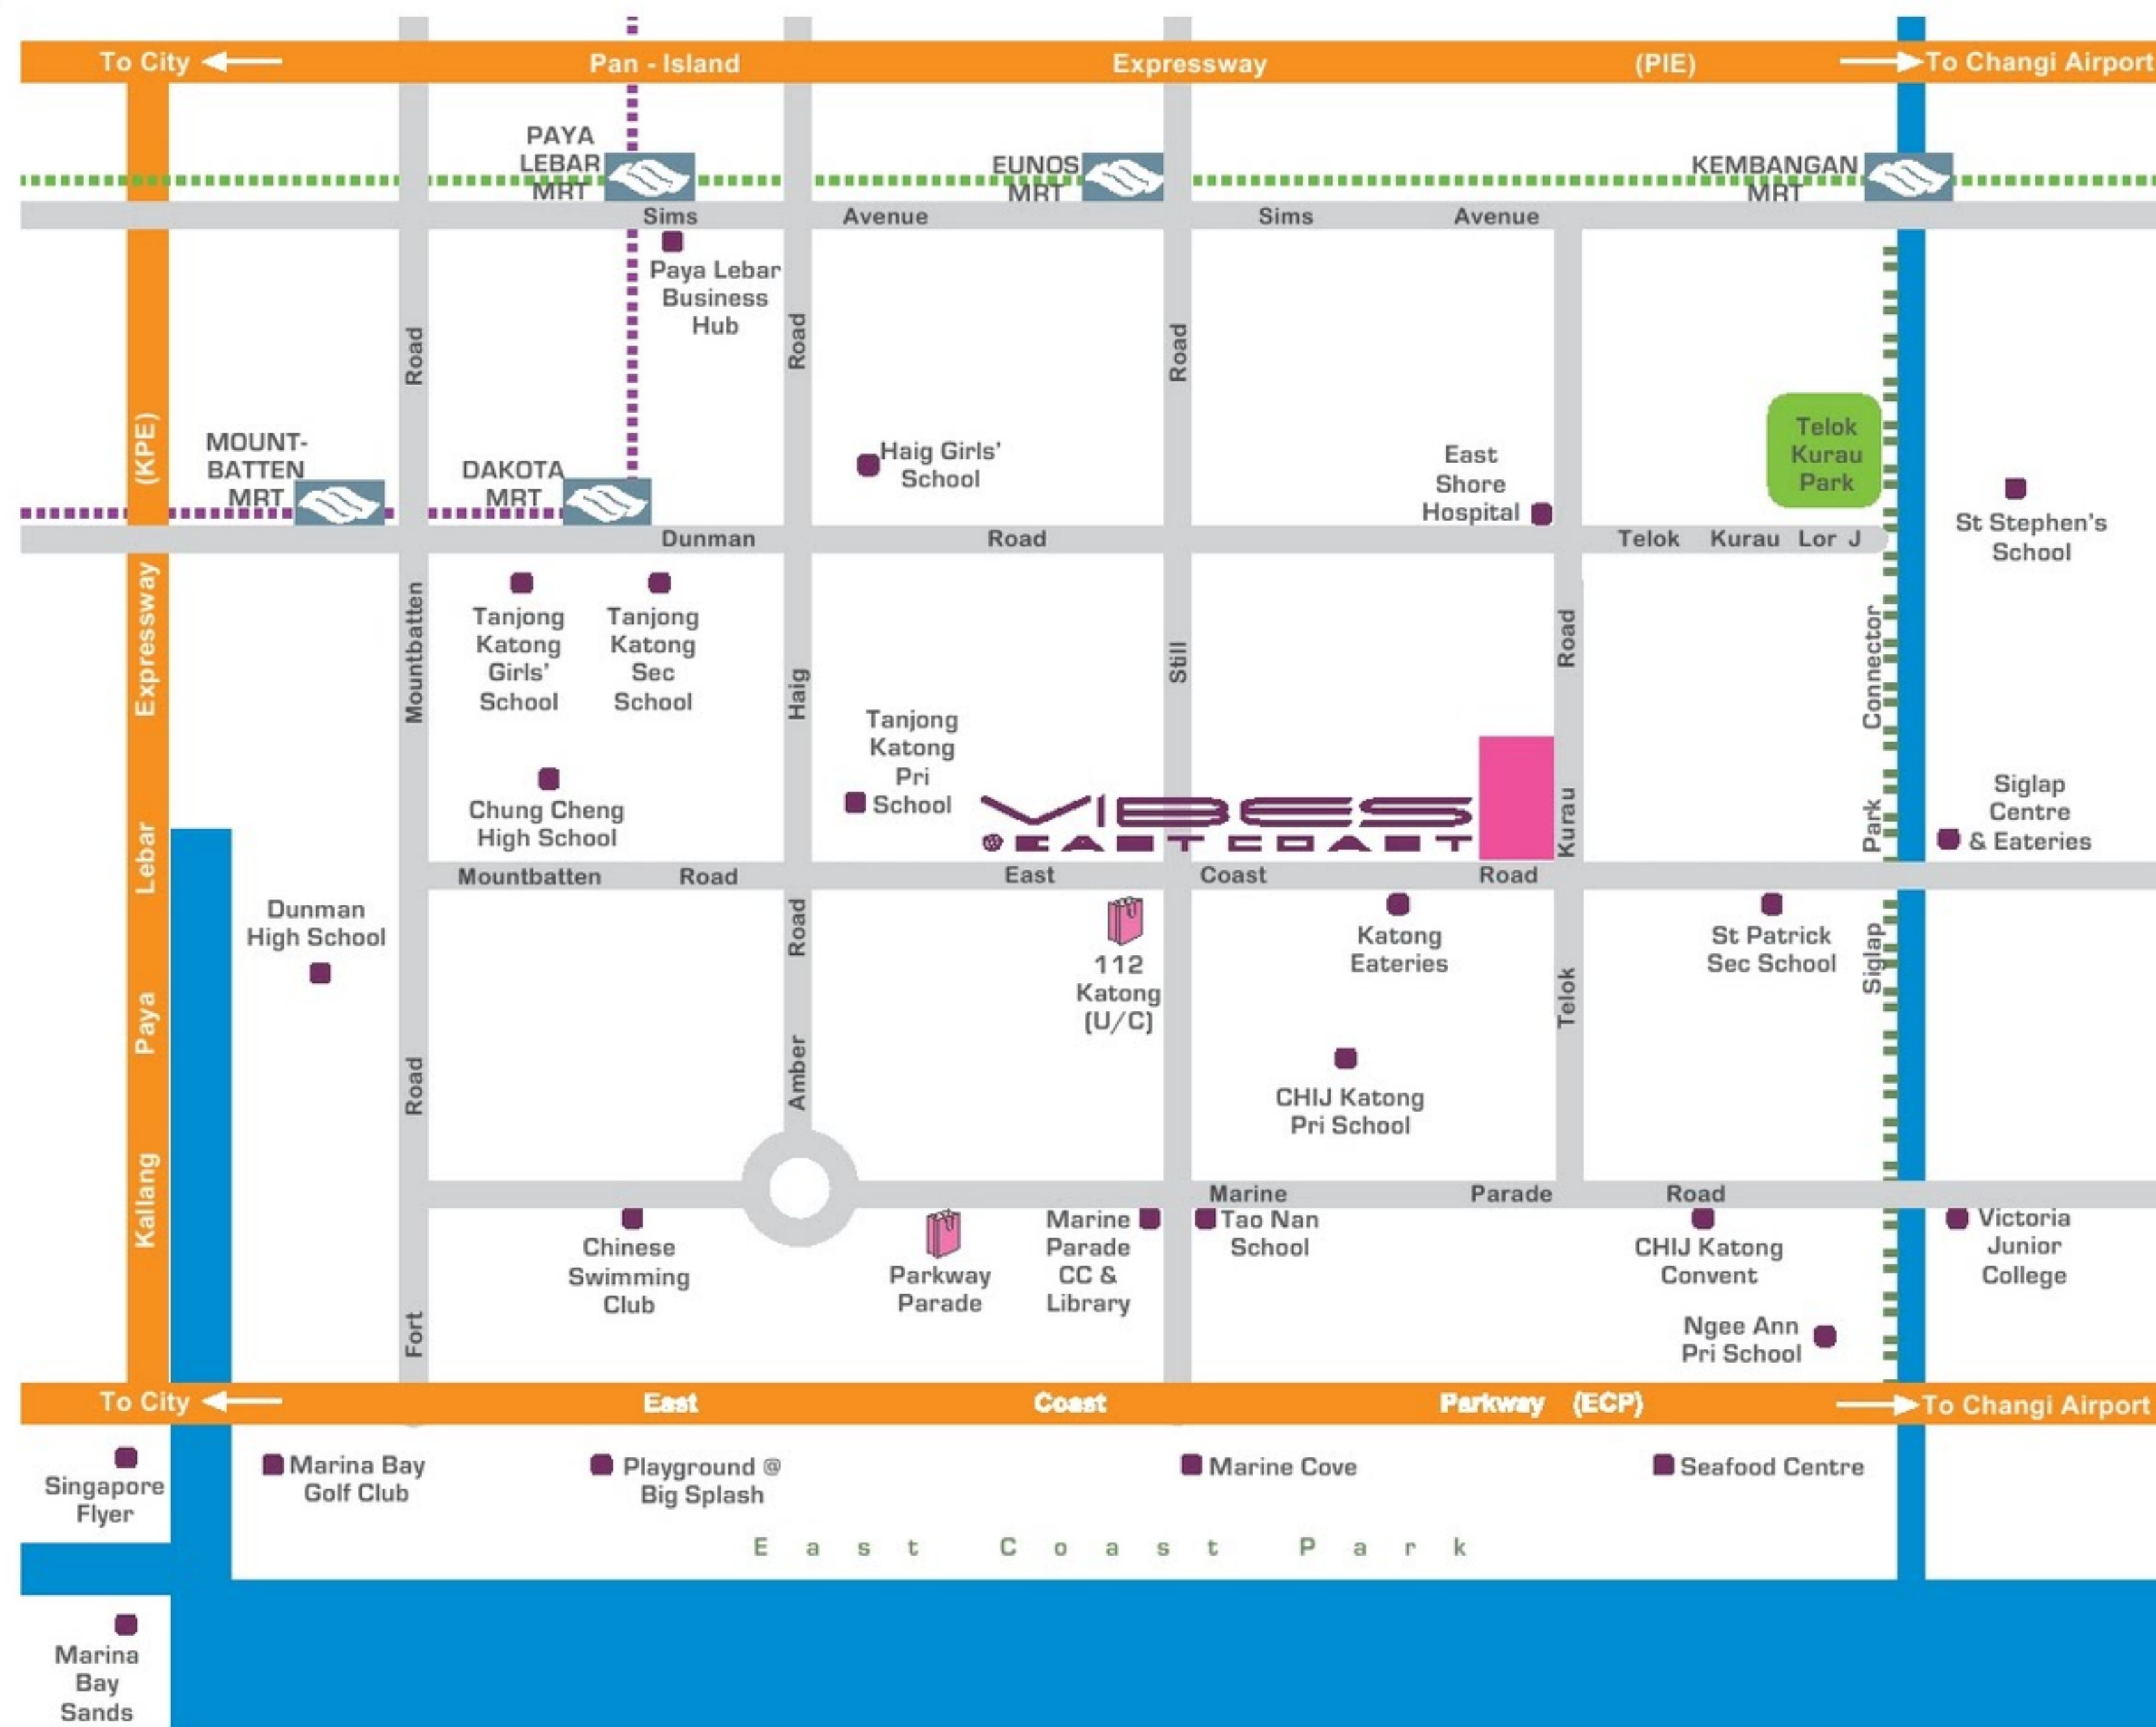 To City
Pan - Island
Expressway
(PIE)
To Changi Airport
PAYA
LEBAR
MRT
EUNOS
MRT
KEMBANGAN
MRT
Sims
Avenue
Sims
Avenue
Paya Lebar
Business
Hub
Road
Road
Road
(KPE)
MOUNT-
BATTEN
MRT
DAKOTA
MRT
Haig Girls'
School
East
Shore
Hospital
Telok
Kurau
Park
St Stephen's
School
Dunman
Road
Telok Kurau Lor J
Expressway
Mountbatten
Tanjong
Katong
Girls'
School
Tanjong
Katong
Sec
School
Haig
Still
Road
Connector
Tanjong
Katong
Pri
School
Chung Cheng
High School
VIBES
@EASTCOAST
Kurau
Park
Siglap
Centre
& Eateries
Lebar
Mountbatten
Road
East
Coast
Road
Dunman
High School
Road
112
Katong
(U/C)
Katong
Eateries
St Patrick
Sec School
Siglap
Telok
Paya
Road
Amber
CHIJ Katong
Pri School
Kallang
Marine
Parade
Road
Chinese
Swimming
Club
Parkway
Parade
Marine
Parade
CC &
Library
Tao Nan
School
CHIJ Katong
Convent
Victoria
Junior
College
Fort
Ngee Ann
Pri School
To City
East
Coast
Parkway
(ECP)
To Changi Airport
Singapore
Flyer
Marina Bay
Golf Club
Playground @
Big Splash
Marine Cove
Seafood Centre
East Coast Park
Marina
Bay
Sands